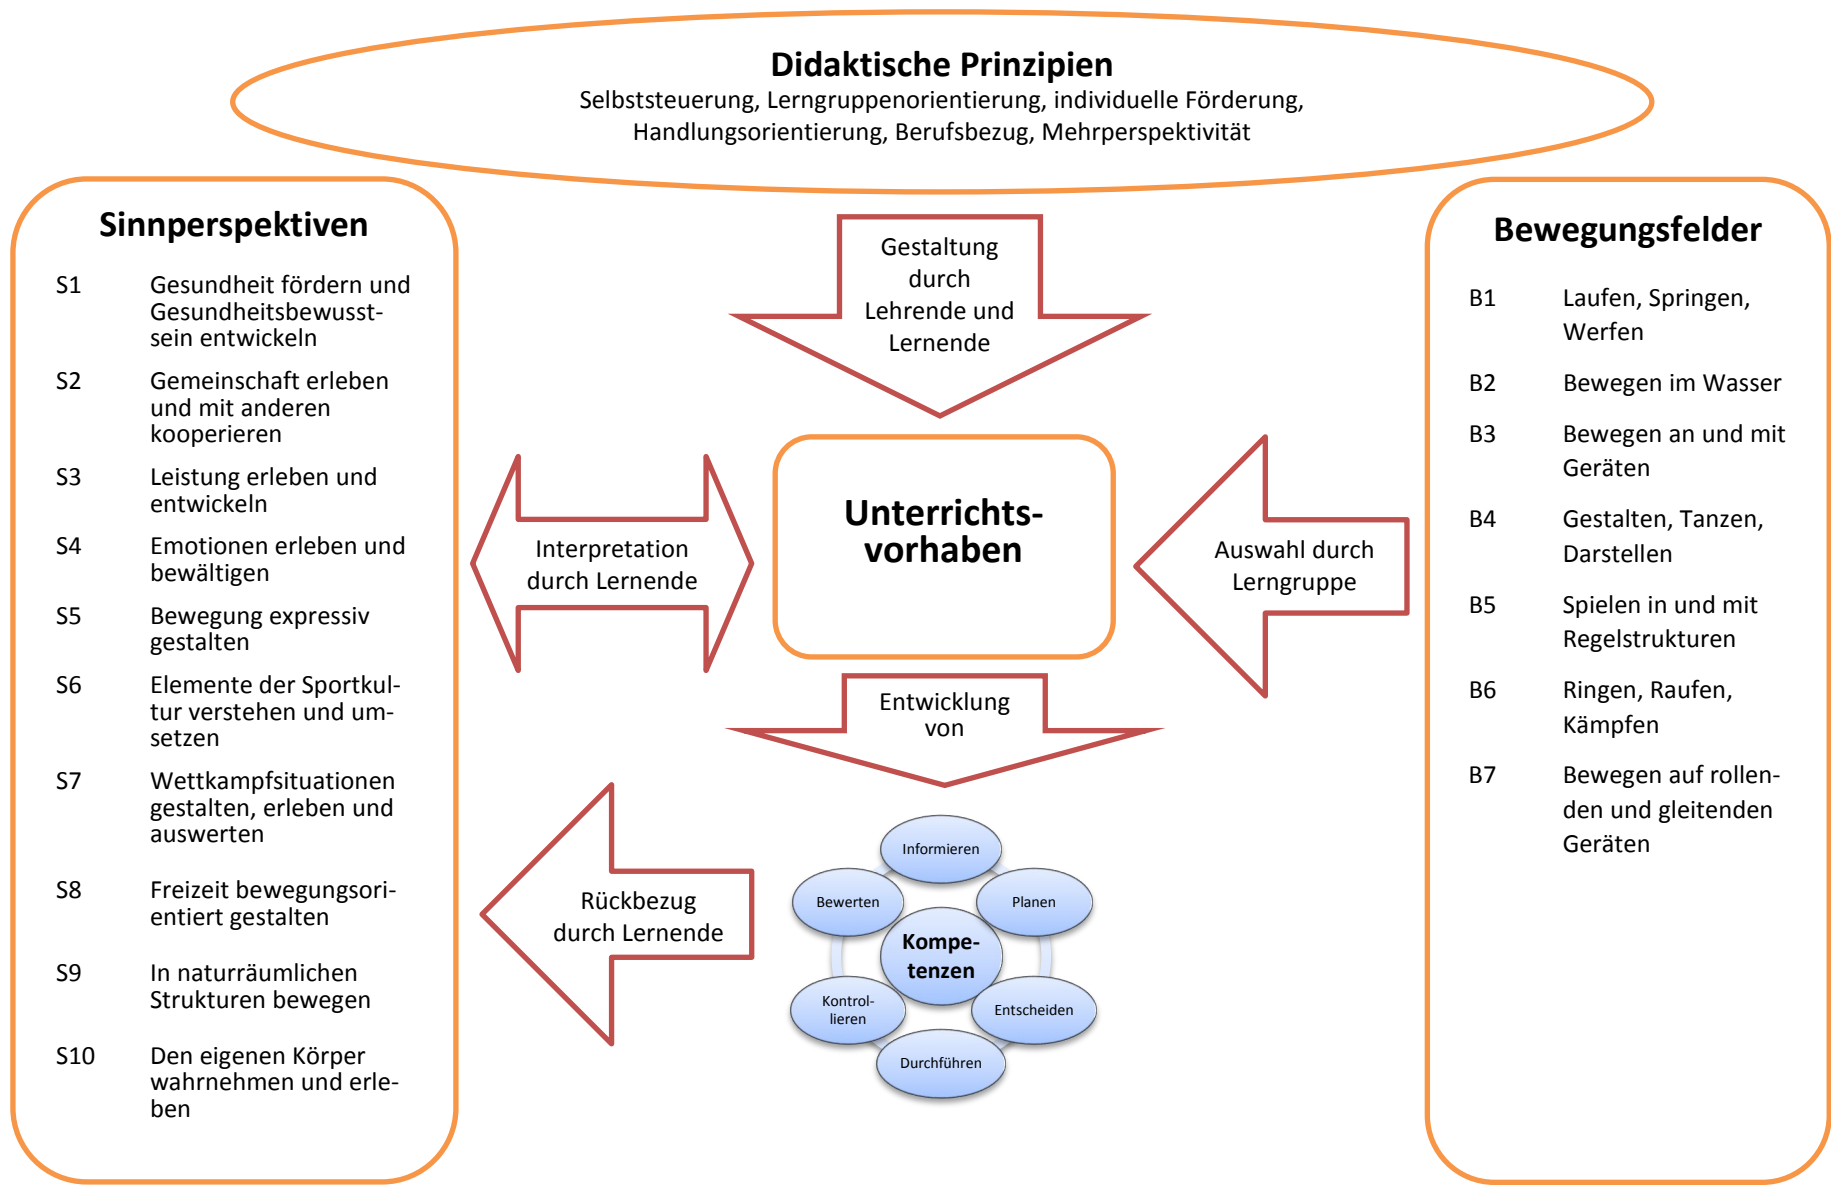 Didaktische Prinzipien
Selbststeuerung, Lerngruppenorientierung, individuelle Förderung,
Handlungsorientierung, Berufsbezug, Mehrperspektivität
Sinnperspektiven
S1 Gesundheit fördern und
Gesundheitsbewusst-
sein entwickeln
S2 Gemeinschaft erleben
und mit anderen
kooperieren
S3 Leistung erleben und
entwickeln
S4 Emotionen erleben und
bewältigen
S5 Bewegung expressiv
gestalten
S6 Elemente der Sportkul-
tur verstehen und um-
setzen
S7 Wettkampfsituationen
gestalten, erleben und
auswerten
S8 Freizeit bewegungsori-
entiert gestalten
S9 In naturräumlichen
Strukturen bewegen
S10 Den eigenen Körper
wahrnehmen und erle-
ben
Gestaltung
durch
Lehrende und
Lernende
Interpretation
durch Lernende
Unterrichts-
vorhaben
Auswahl durch
Lerngruppe
Entwicklung
von
Rückbezug
durch Lernende
Informieren
Planen
Entscheiden
Durchführen
Kontrol-
lieren
Bewerten
Kompe-
tenzen
Bewegungsfelder
B1 Laufen, Springen,
Werfen
B2 Bewegen im Wasser
B3 Bewegen an und mit
Geräten
B4 Gestalten, Tanzen,
Darstellen
B5 Spielen in und mit
Regelstrukturen
B6 Ringen, Raufen,
Kämpfen
B7 Bewegen auf rollen-
den und gleitenden
Geräten